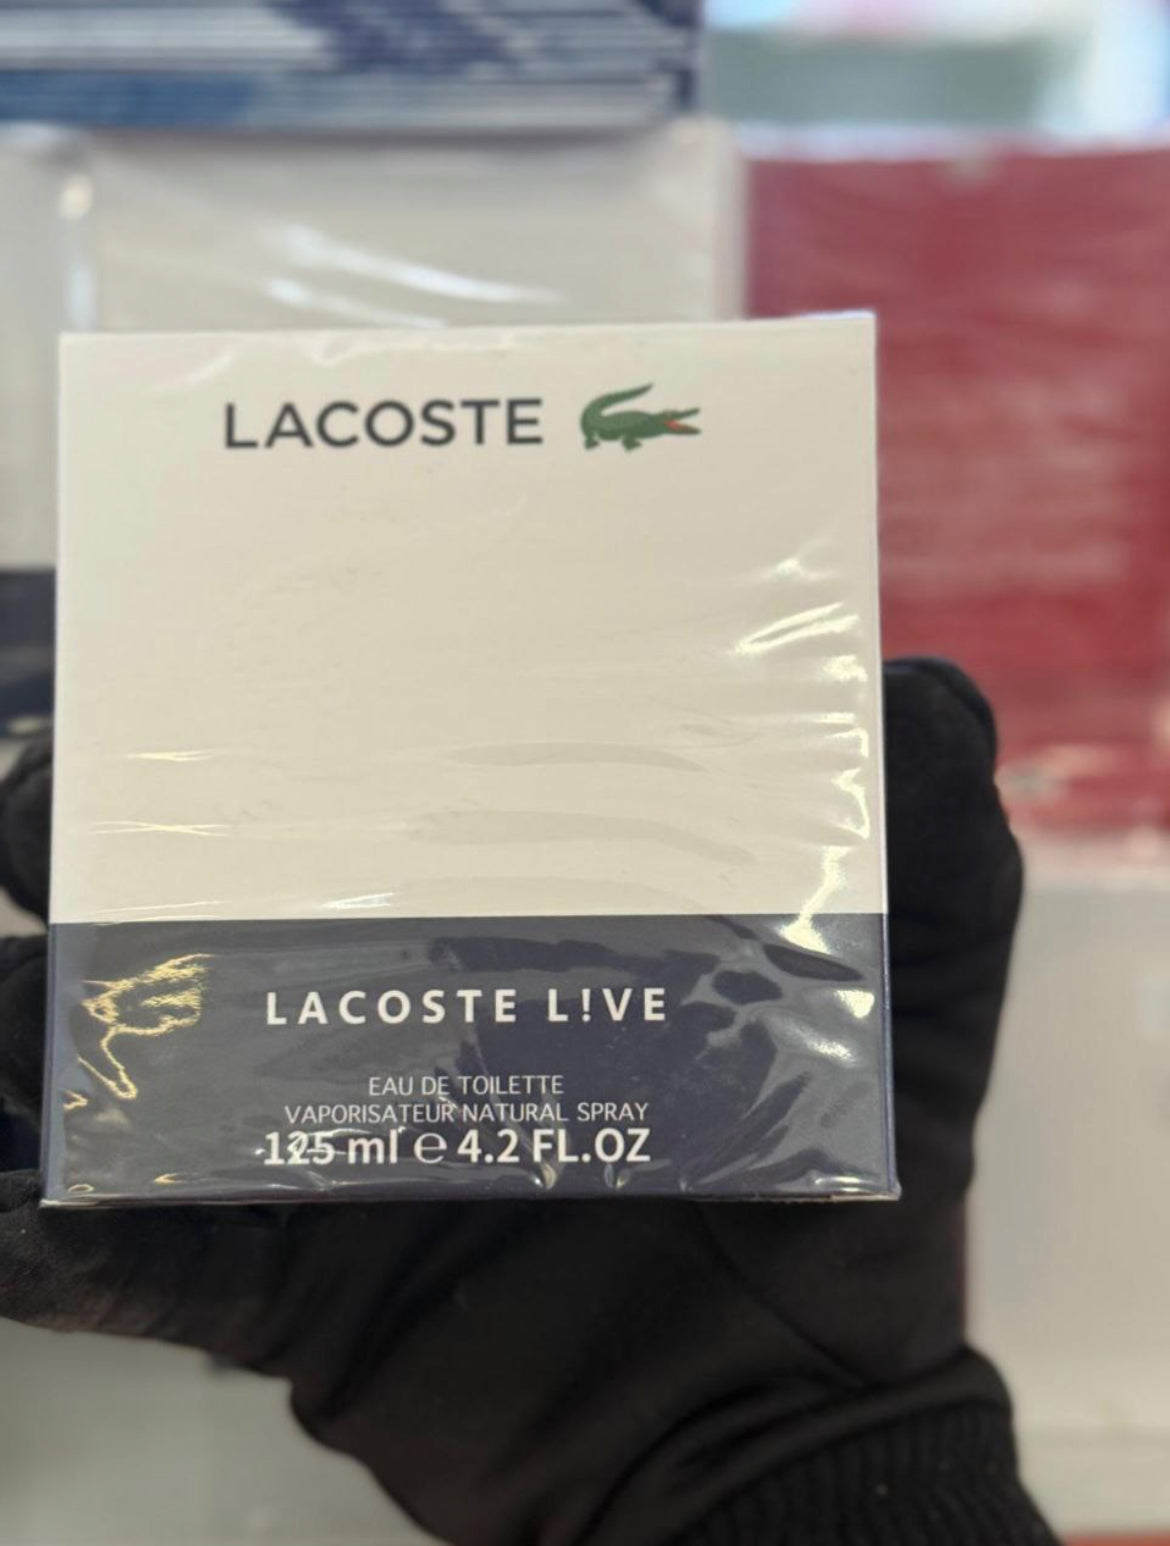 LACOSTE
LACOSTE L!VE
EAU DE TOILETTE
VAPORISATEUR NATURAL SPRAY
125 ml e 4.2 FL.OZ